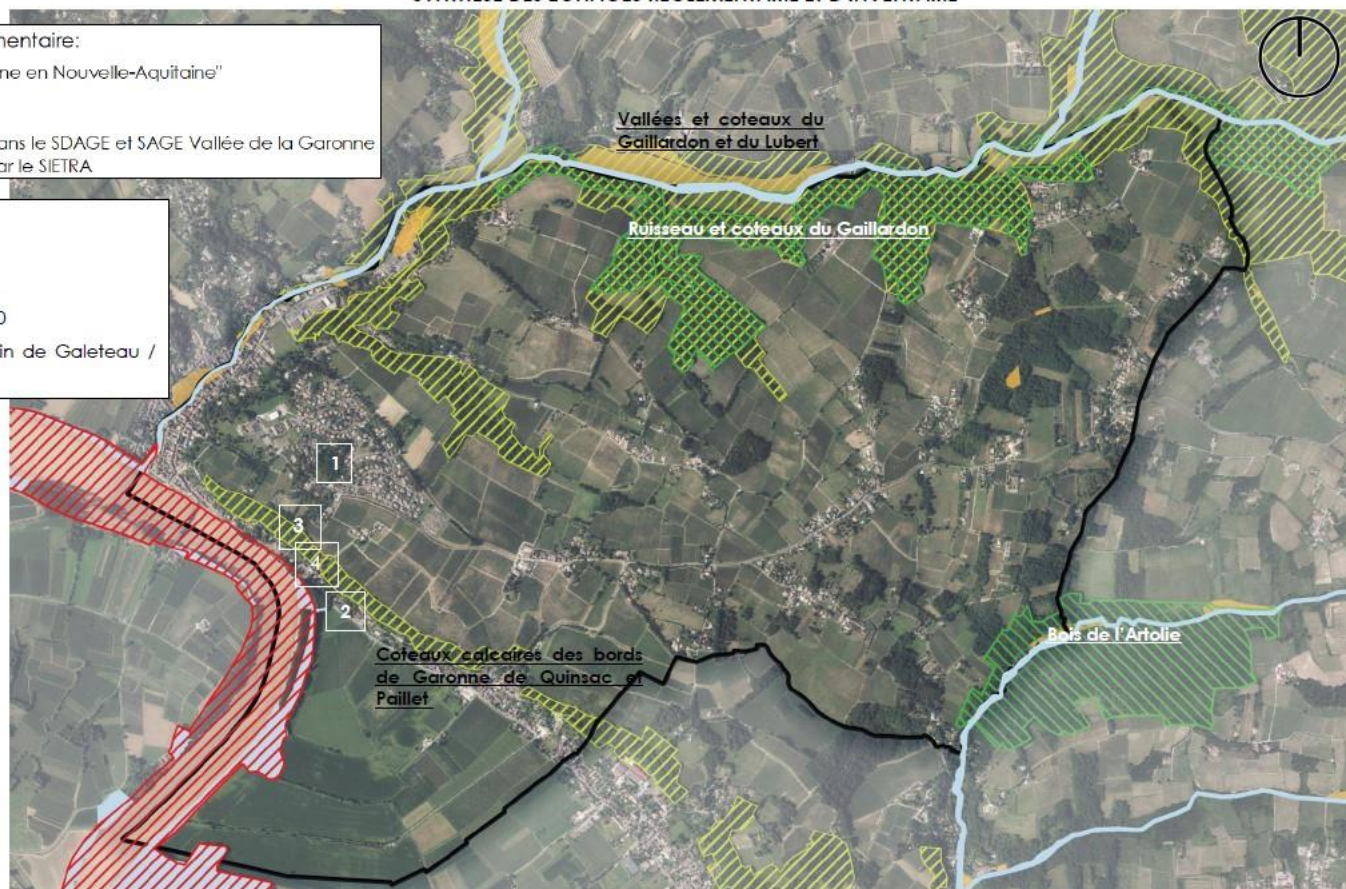 mentaire:
ne en Nouvelle-Aquitaine"
ans le SDAGE et SAGE Vallée de la Garonne
ar le SIETRA
in de Galeteau /
Vallées et coteaux du
Gaillardon et du Lubert
Ruisseau et coteaux du Gaillardon
1
3
4
2
Coteaux calcaires des bords
de Garonne de Quinsac et
Paillet
Bois de l'Artolie